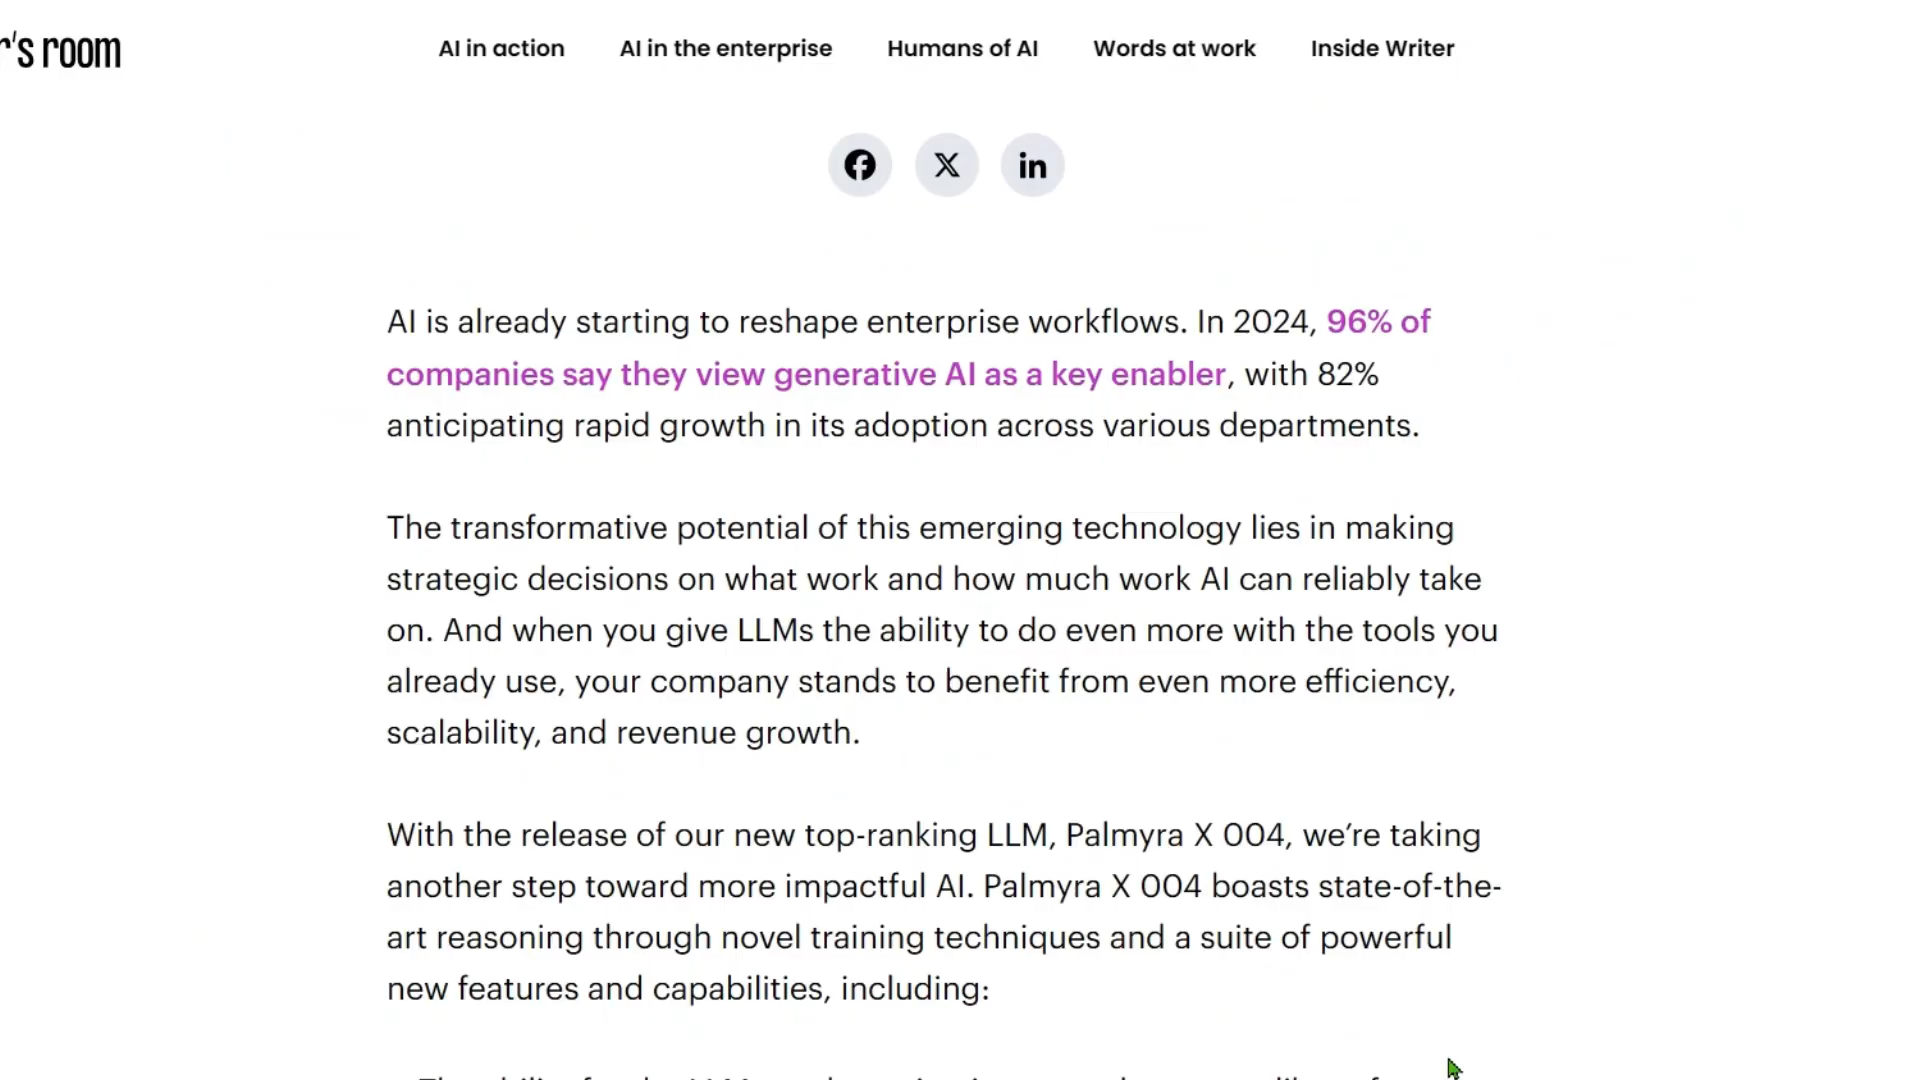 r's room
AI in action AI in the enterprise Humans of AI Words at work Inside Writer
AI is already starting to reshape enterprise workflows. In 2024, 96% of
companies say they view generative AI as a key enabler, with 82%
anticipating rapid growth in its adoption across various departments.
The transformative potential of this emerging technology lies in making
strategic decisions on what work and how much work AI can reliably take
on. And when you give LLMs the ability to do even more with the tools you
already use, your company stands to benefit from even more efficiency,
scalability, and revenue growth.
With the release of our new top-ranking LLM, Palmyra X 004, we’re taking
another step toward more impactful AI. Palmyra X 004 boasts state-of-the-
art reasoning through novel training techniques and a suite of powerful
new features and capabilities, including: